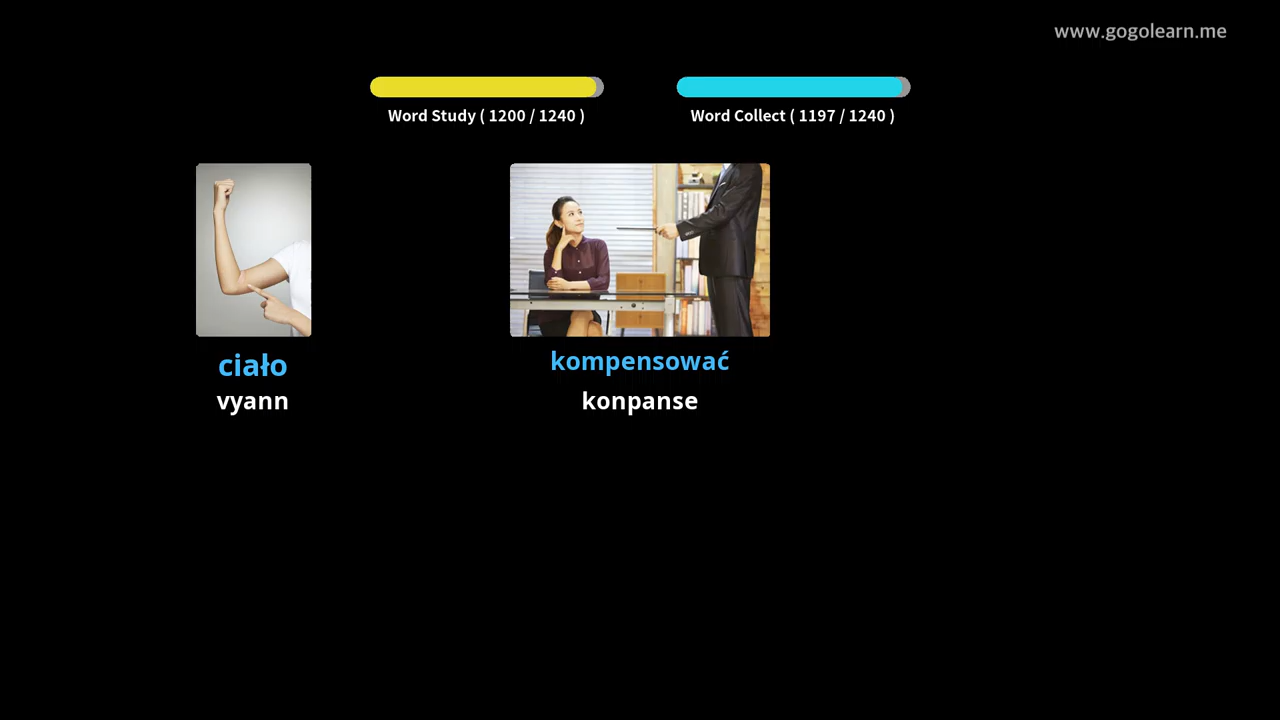 www.gogolearn.me
Word Study ( 1200 / 1240 )
Word Collect ( 1197 / 1240 )
ciało
vyann
kompensować
konpanse